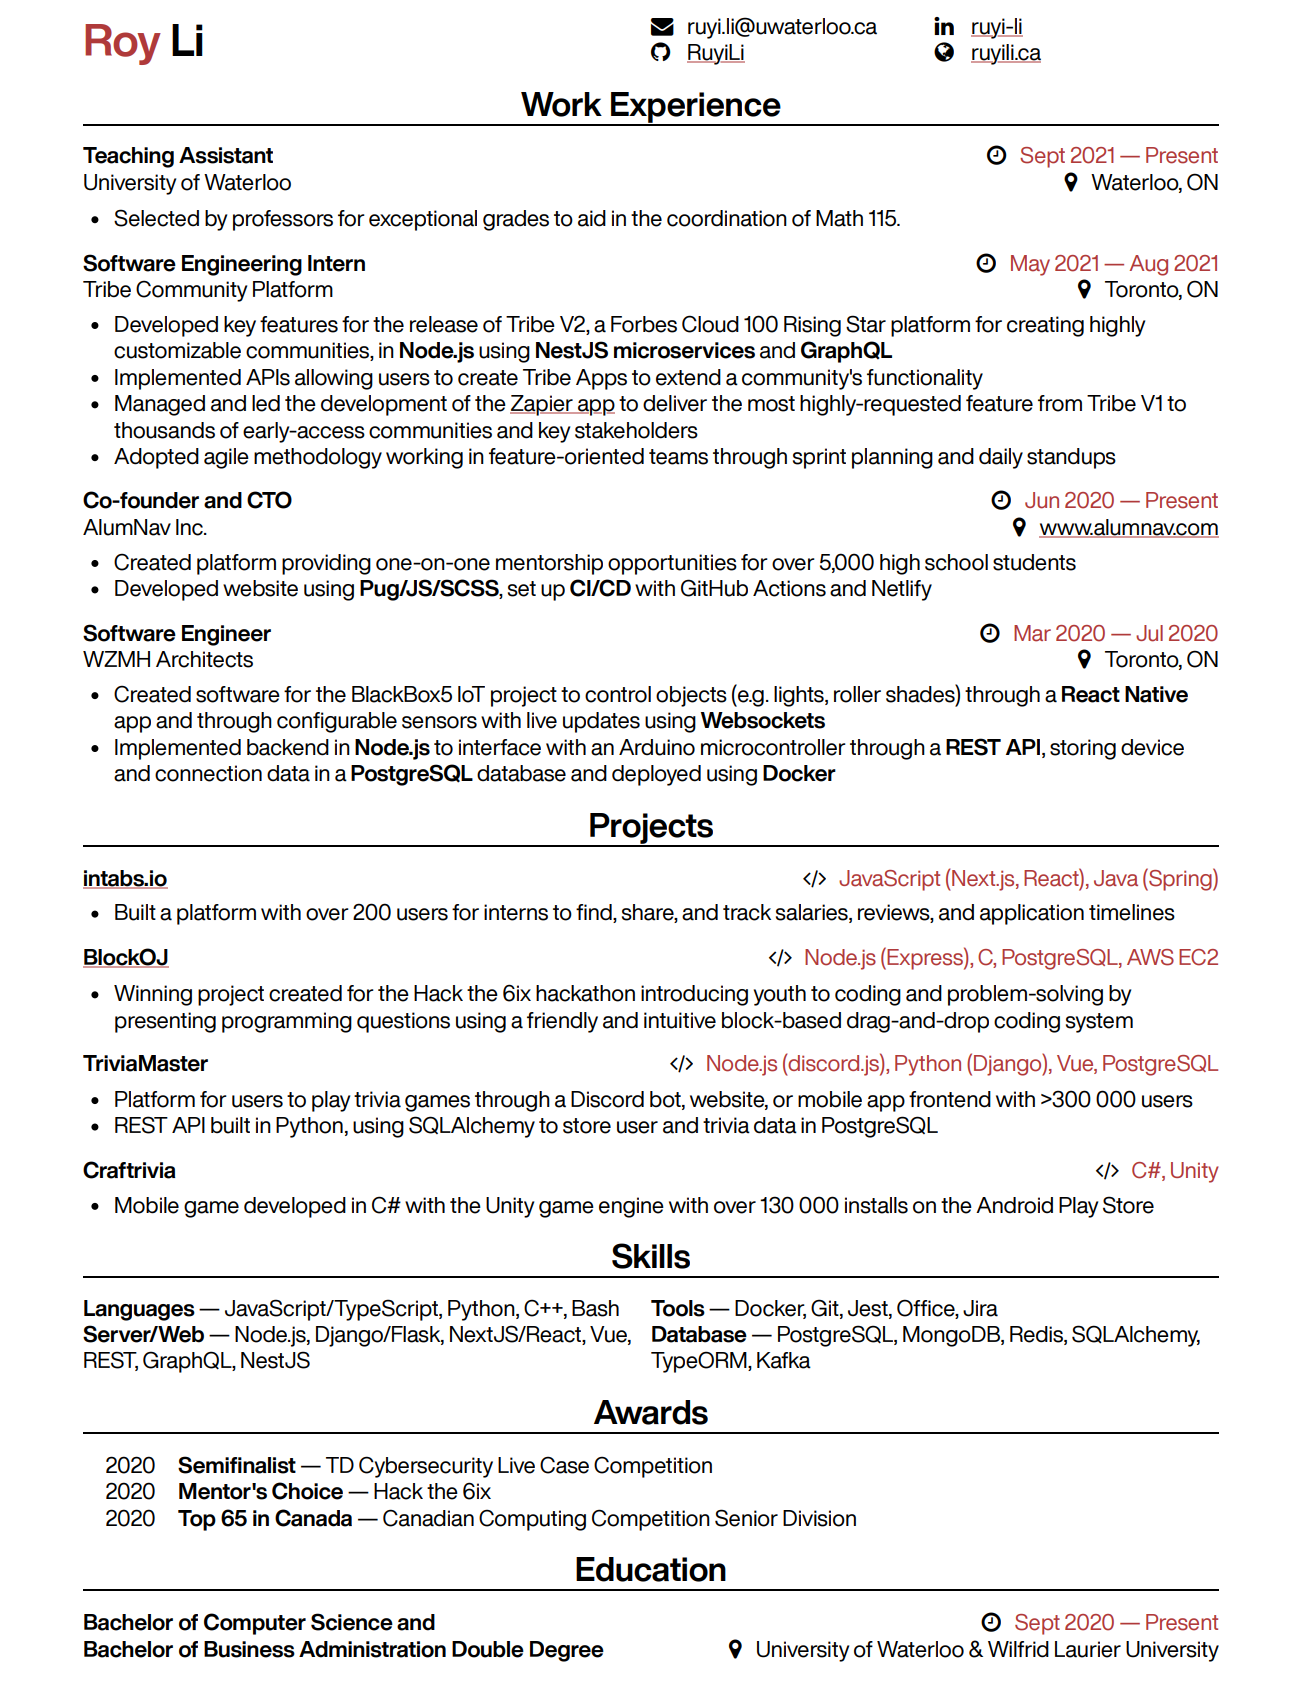 Roy Li
ruyi.li@uwaterloo.ca
ruyi-li
RuyiLi
ruyili.ca
Work Experience
Teaching Assistant
Sept 2021 — Present
University of Waterloo
Waterloo, ON
• Selected by professors for exceptional grades to aid in the coordination of Math 115.
Software Engineering Intern
May 2021 — Aug 2021
Tribe Community Platform
Toronto, ON
• Developed key features for the release of Tribe V2, a Forbes Cloud 100 Rising Star platform for creating highly
customizable communities, in Node.js using NestJS microservices and GraphQL
• Implemented APIs allowing users to create Tribe Apps to extend a community's functionality
• Managed and led the development of the Zapier app to deliver the most highly-requested feature from Tribe V1 to
thousands of early-access communities and key stakeholders
• Adopted agile methodology working in feature-oriented teams through sprint planning and daily standups
Co-founder and CTO
Jun 2020 — Present
AlumNav Inc.
www.alumnav.com
• Created platform providing one-on-one mentorship opportunities for over 5,000 high school students
• Developed website using Pug/JS/SCSS, set up CI/CD with GitHub Actions and Netlify
Software Engineer
Mar 2020 — Jul 2020
WZMH Architects
Toronto, ON
• Created software for the BlackBox5 IoT project to control objects (e.g. lights, roller shades) through a React Native
app and through configurable sensors with live updates using Websockets
• Implemented backend in Node.js to interface with an Arduino microcontroller through a REST API, storing device
and connection data in a PostgreSQL database and deployed using Docker
Projects
intabs.io
</> JavaScript (Next.js, React), Java (Spring)
• Built a platform with over 200 users for interns to find, share, and track salaries, reviews, and application timelines
BlockOJ
</> Node.js (Express), C, PostgreSQL, AWS EC2
• Winning project created for the Hack the 6ix hackathon introducing youth to coding and problem-solving by
presenting programming questions using a friendly and intuitive block-based drag-and-drop coding system
TriviaMaster
</> Node.js (discord.js), Python (Django), Vue, PostgreSQL
• Platform for users to play trivia games through a Discord bot, website, or mobile app frontend with >300 000 users
• REST API built in Python, using SQLAlchemy to store user and trivia data in PostgreSQL
Craftrivia
</> C#, Unity
• Mobile game developed in C# with the Unity game engine with over 130 000 installs on the Android Play Store
Skills
Languages — JavaScript/TypeScript, Python, C++, Bash
Server/Web — Node.js, Django/Flask, NextJS/React, Vue,
REST, GraphQL, NestJS
Tools — Docker, Git, Jest, Office, Jira
Database — PostgreSQL, MongoDB, Redis, SQLAlchemy,
TypeORM, Kafka
Awards
2020 Semifinalist — TD Cybersecurity Live Case Competition
2020 Mentor's Choice — Hack the 6ix
2020 Top 65 in Canada — Canadian Computing Competition Senior Division
Education
Bachelor of Computer Science and
Sept 2020 — Present
Bachelor of Business Administration Double Degree
University of Waterloo & Wilfrid Laurier University